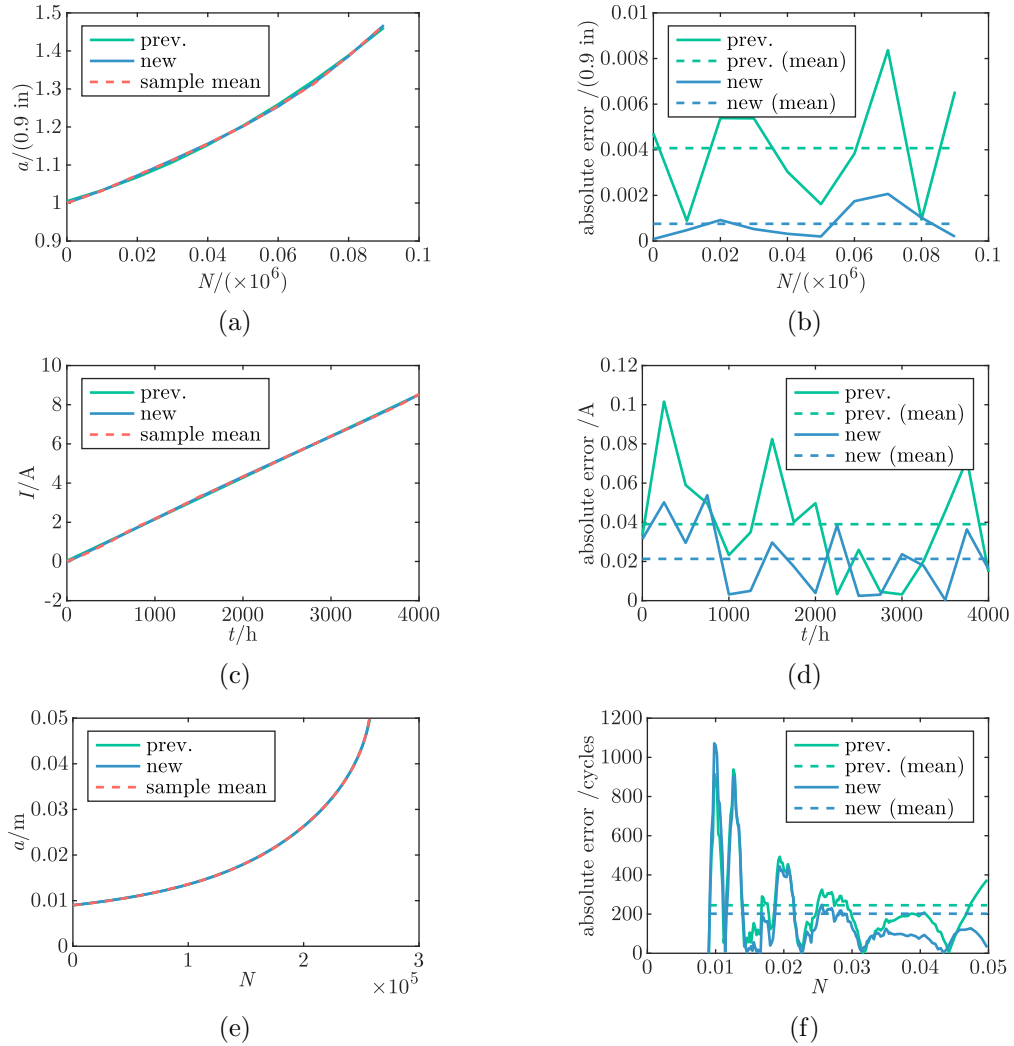 1.5
1.4
1.3
1.2
1.1
1
0.9
a/(0.9 in)
prev.
new
sample mean
0 0.02 0.04 0.06 0.08 0.1
N/(×10⁶)
(a)
0.01
0.008
0.006
0.004
0.002
0
absolute error /(0.9 in)
prev.
prev. (mean)
new
new (mean)
0 0.02 0.04 0.06 0.08 0.1
N/(×10⁶)
(b)
10
8
6
4
2
0
-2
I/A
prev.
new
sample mean
0 1000 2000 3000 4000
t/h
(c)
0.12
0.1
0.08
0.06
0.04
0.02
0
absolute error /A
prev.
prev. (mean)
new
new (mean)
0 1000 2000 3000 4000
t/h
(d)
0.05
0.04
0.03
0.02
0.01
0
a/m
prev.
new
sample mean
0 1 2 3
N
×10⁵
(e)
1200
1000
800
600
400
200
0
absolute error /cycles
prev.
prev. (mean)
new
new (mean)
0 0.01 0.02 0.03 0.04 0.05
N
(f)